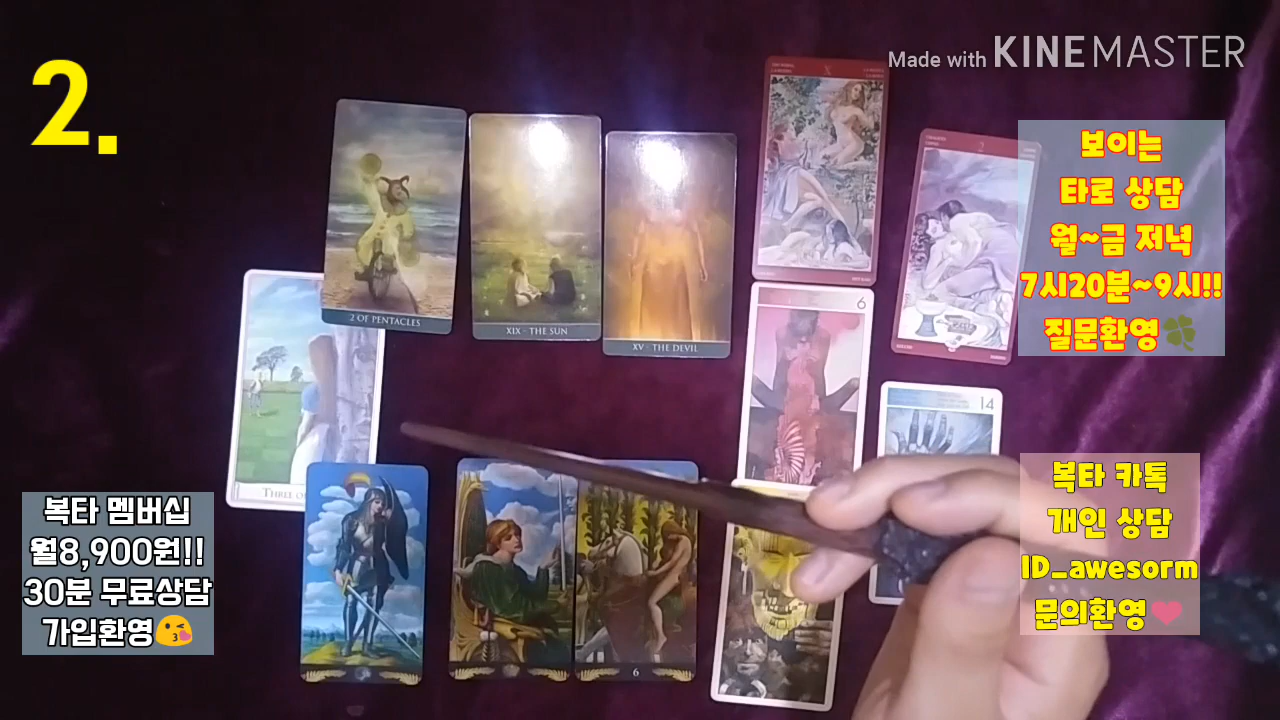 2.
Made with KINEMASTER
2 OF PENTACLES
XIX - THE SUN
XV - THE DEVIL
X
2
6
14
THREE
6
보이는
타로 상담
월~금 저녁
7시20분~9시!!
질문환영🍀
복타 멤버십
월8,900원!!
30분 무료상담
가입환영😘
복타 카톡
개인 상담
ID_awesorm
문의환영❤